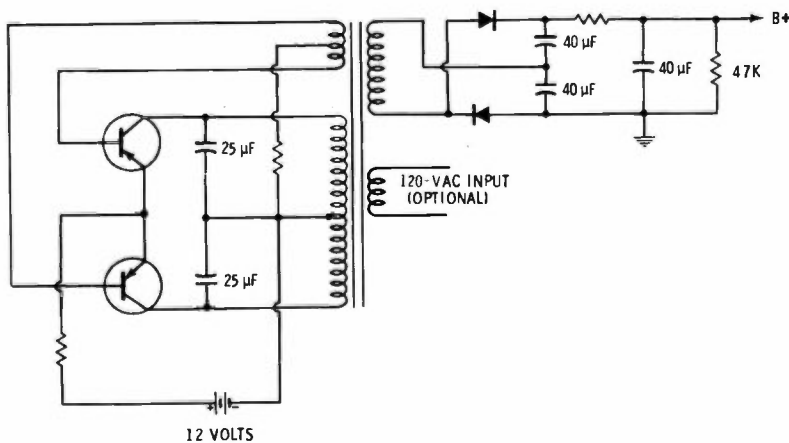 B+
40 µF
40 µF
40 µF
47K
25 µF
25 µF
120-VAC INPUT
(OPTIONAL)
+
-
12 VOLTS